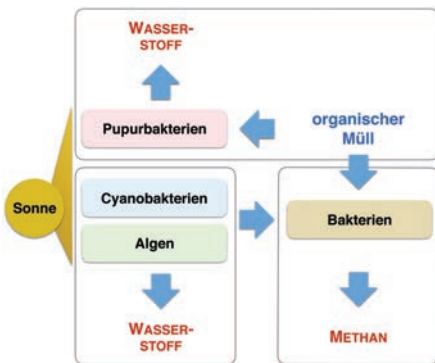 WASSER-
STOFF
Pupurbakterien
organischer
Müll
Sonne
Cyanobakterien
Algen
Bakterien
WASSER-
STOFF
METHAN